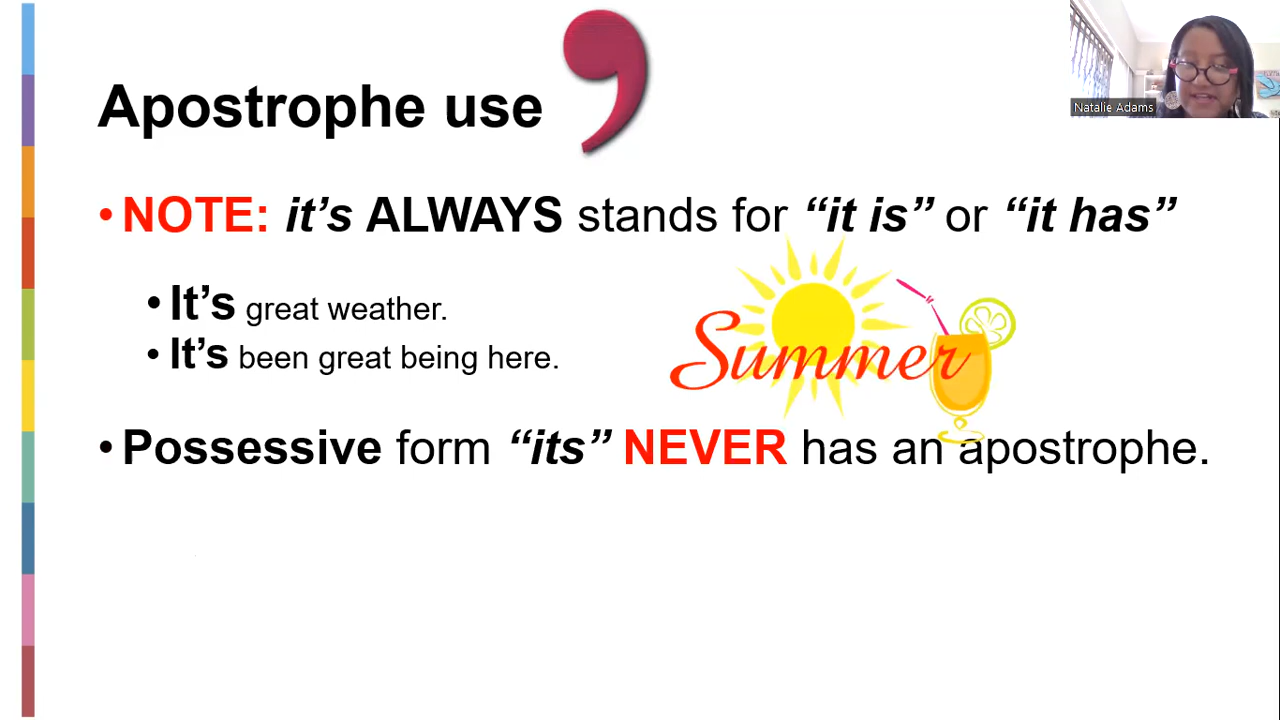 Apostrophe use
Natalie Adams
• NOTE: it’s ALWAYS stands for “it is” or “it has”
• It’s great weather.
• It's been great being here.
Summer
• Possessive form “its” NEVER has an apostrophe.